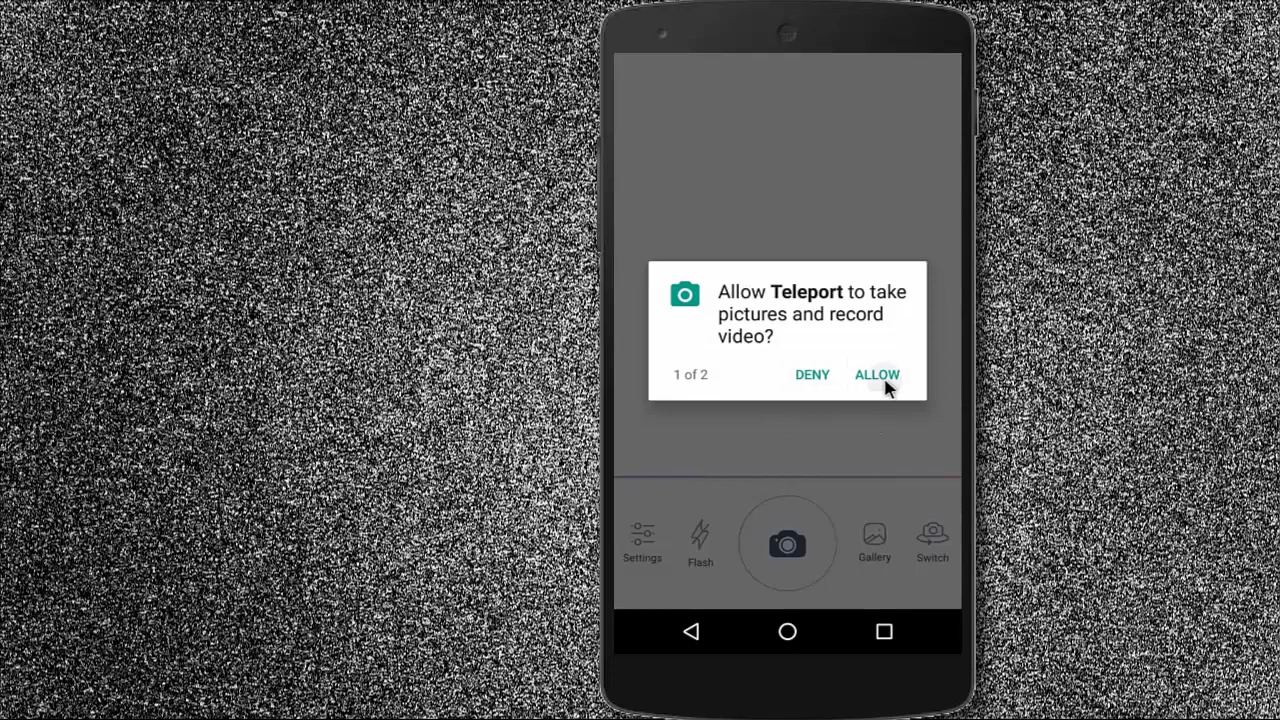 Allow Teleport to take
pictures and record
video?
1 of 2
DENY
ALLOW
Settings
Flash
Gallery
Switch